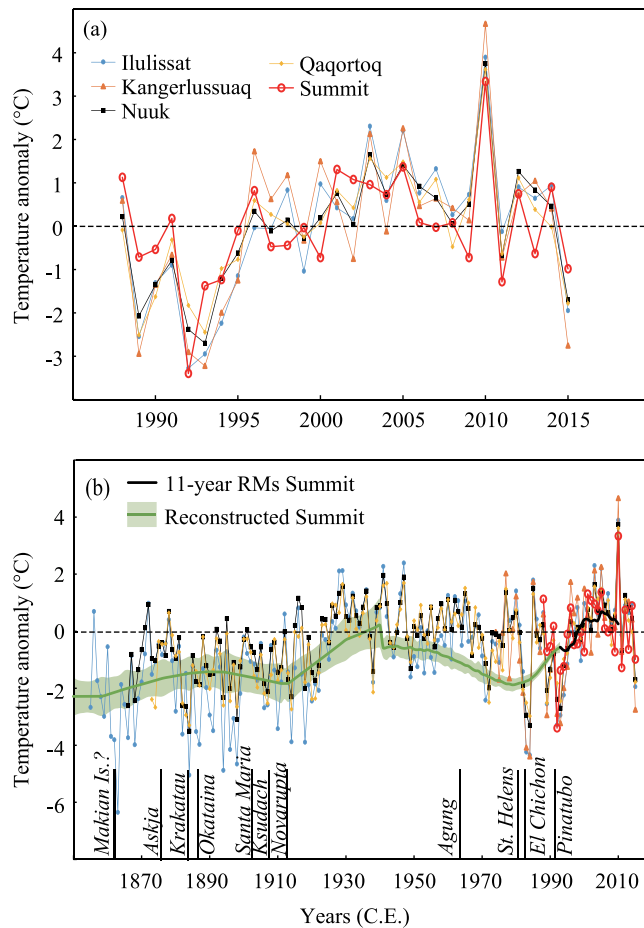 (a)
Ilulissat
Kangerlussuaq
Nuuk
Qaqortoq
Summit
Temperature anomaly (°C)
4
3
2
1
0
-1
-2
-3
1990
1995
2000
2005
2010
2015
(b)
11-year RMs Summit
Reconstructed Summit
Temperature anomaly (°C)
4
2
0
-2
-4
-6
Makian Is.?
Askja
Krakatau
Okataina
Santa Maria
Ksudach
Novarupta
Agung
St. Helens
El Chichon
Pinatubo
1870
1890
1910
1930
1950
1970
1990
2010
Years (C.E.)